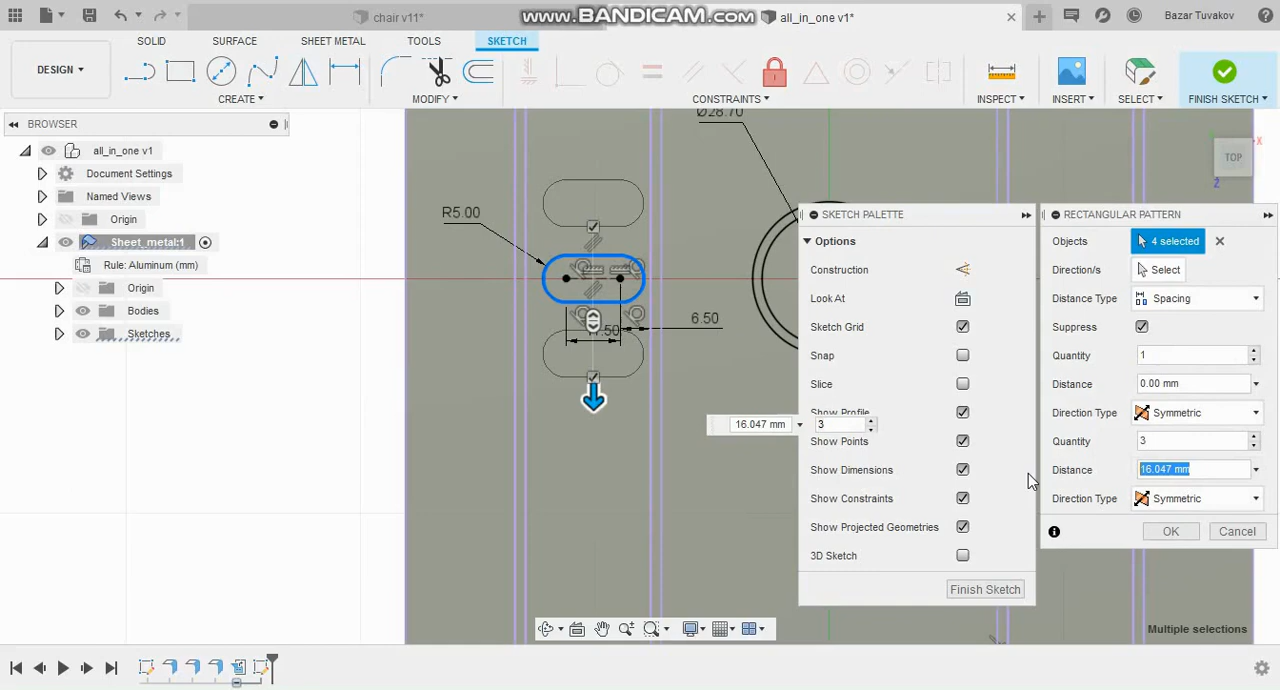 chair v11*
www.BANDICAM.com
all_in_one v1*
Bazar Tuvakov
DESIGN
SOLID
SURFACE
SHEET METAL
TOOLS
SKETCH
CREATE
MODIFY
CONSTRAINTS
INSPECT
INSERT
SELECT
FINISH SKETCH
BROWSER
all_in_one v1
Document Settings
Named Views
Origin
Sheet_metal:1
Rule: Aluminum (mm)
Origin
Bodies
Sketches
R5.00
Ø28.70
6.50
.50
TOP
X
Z
16.047 mm
3
SKETCH PALETTE
Options
Construction
Look At
Sketch Grid
Snap
Slice
Show Profile
Show Points
Show Dimensions
Show Constraints
Show Projected Geometries
3D Sketch
Finish Sketch
RECTANGULAR PATTERN
Objects
4 selected
Direction/s
Select
Distance Type
Spacing
Suppress
Quantity
1
Distance
0.00 mm
Direction Type
Symmetric
Quantity
3
Distance
16.047 mm
Direction Type
Symmetric
OK
Cancel
Multiple selections